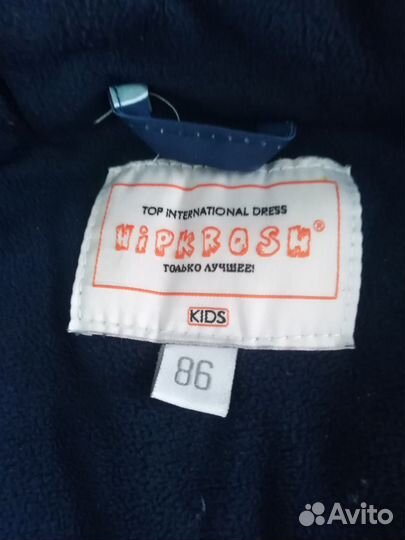 TOP INTERNATIONAL DRESS
HiPKROSH®
ТОЛЬКО ЛУЧШЕЕ!
KIDS
86
Avito